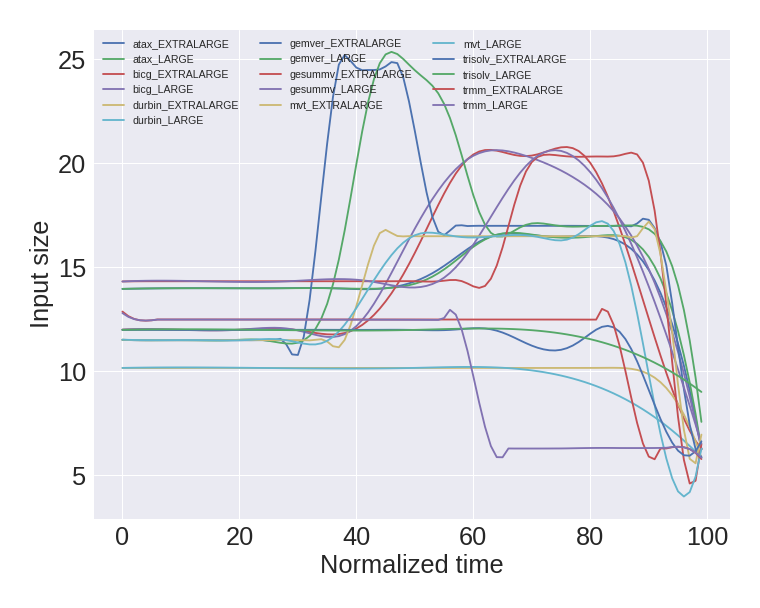 atax_EXTRALARGE gemver_EXTRALARGE mvt_LARGE
atax_LARGE gemver_LARGE trisolv_EXTRALARGE
bicg_EXTRALARGE gesummv_EXTRALARGE trisolv_LARGE
bicg_LARGE gesummv_LARGE trmm_EXTRALARGE
durbin_EXTRALARGE mvt_EXTRALARGE trmm_LARGE
durbin_LARGE
25
20
15
10
5
Input size
0 20 40 60 80 100
Normalized time